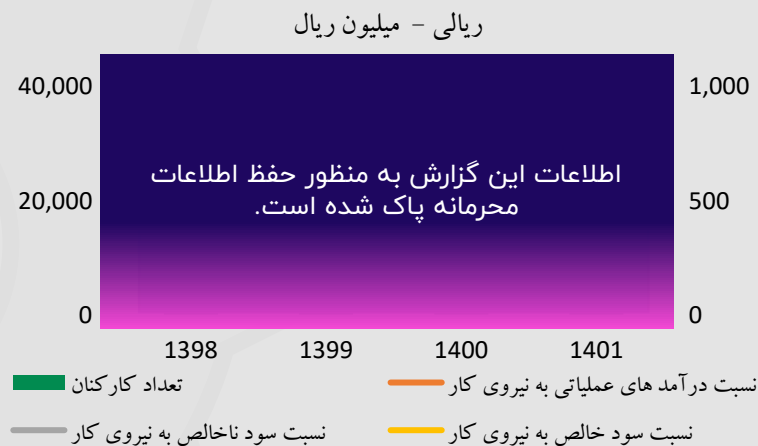 ریالی – میلیون ریال
40,000
1,000
اطلاعات این گزارش به منظور حفظ اطلاعات
محرمانه پاک شده است.
20,000
500
0
0
1398 1399 1400 1401
تعداد کارکنان
نسبت درآمد های عملیاتی به نیروی کار
نسبت سود ناخالص به نیروی کار
نسبت سود خالص به نیروی کار